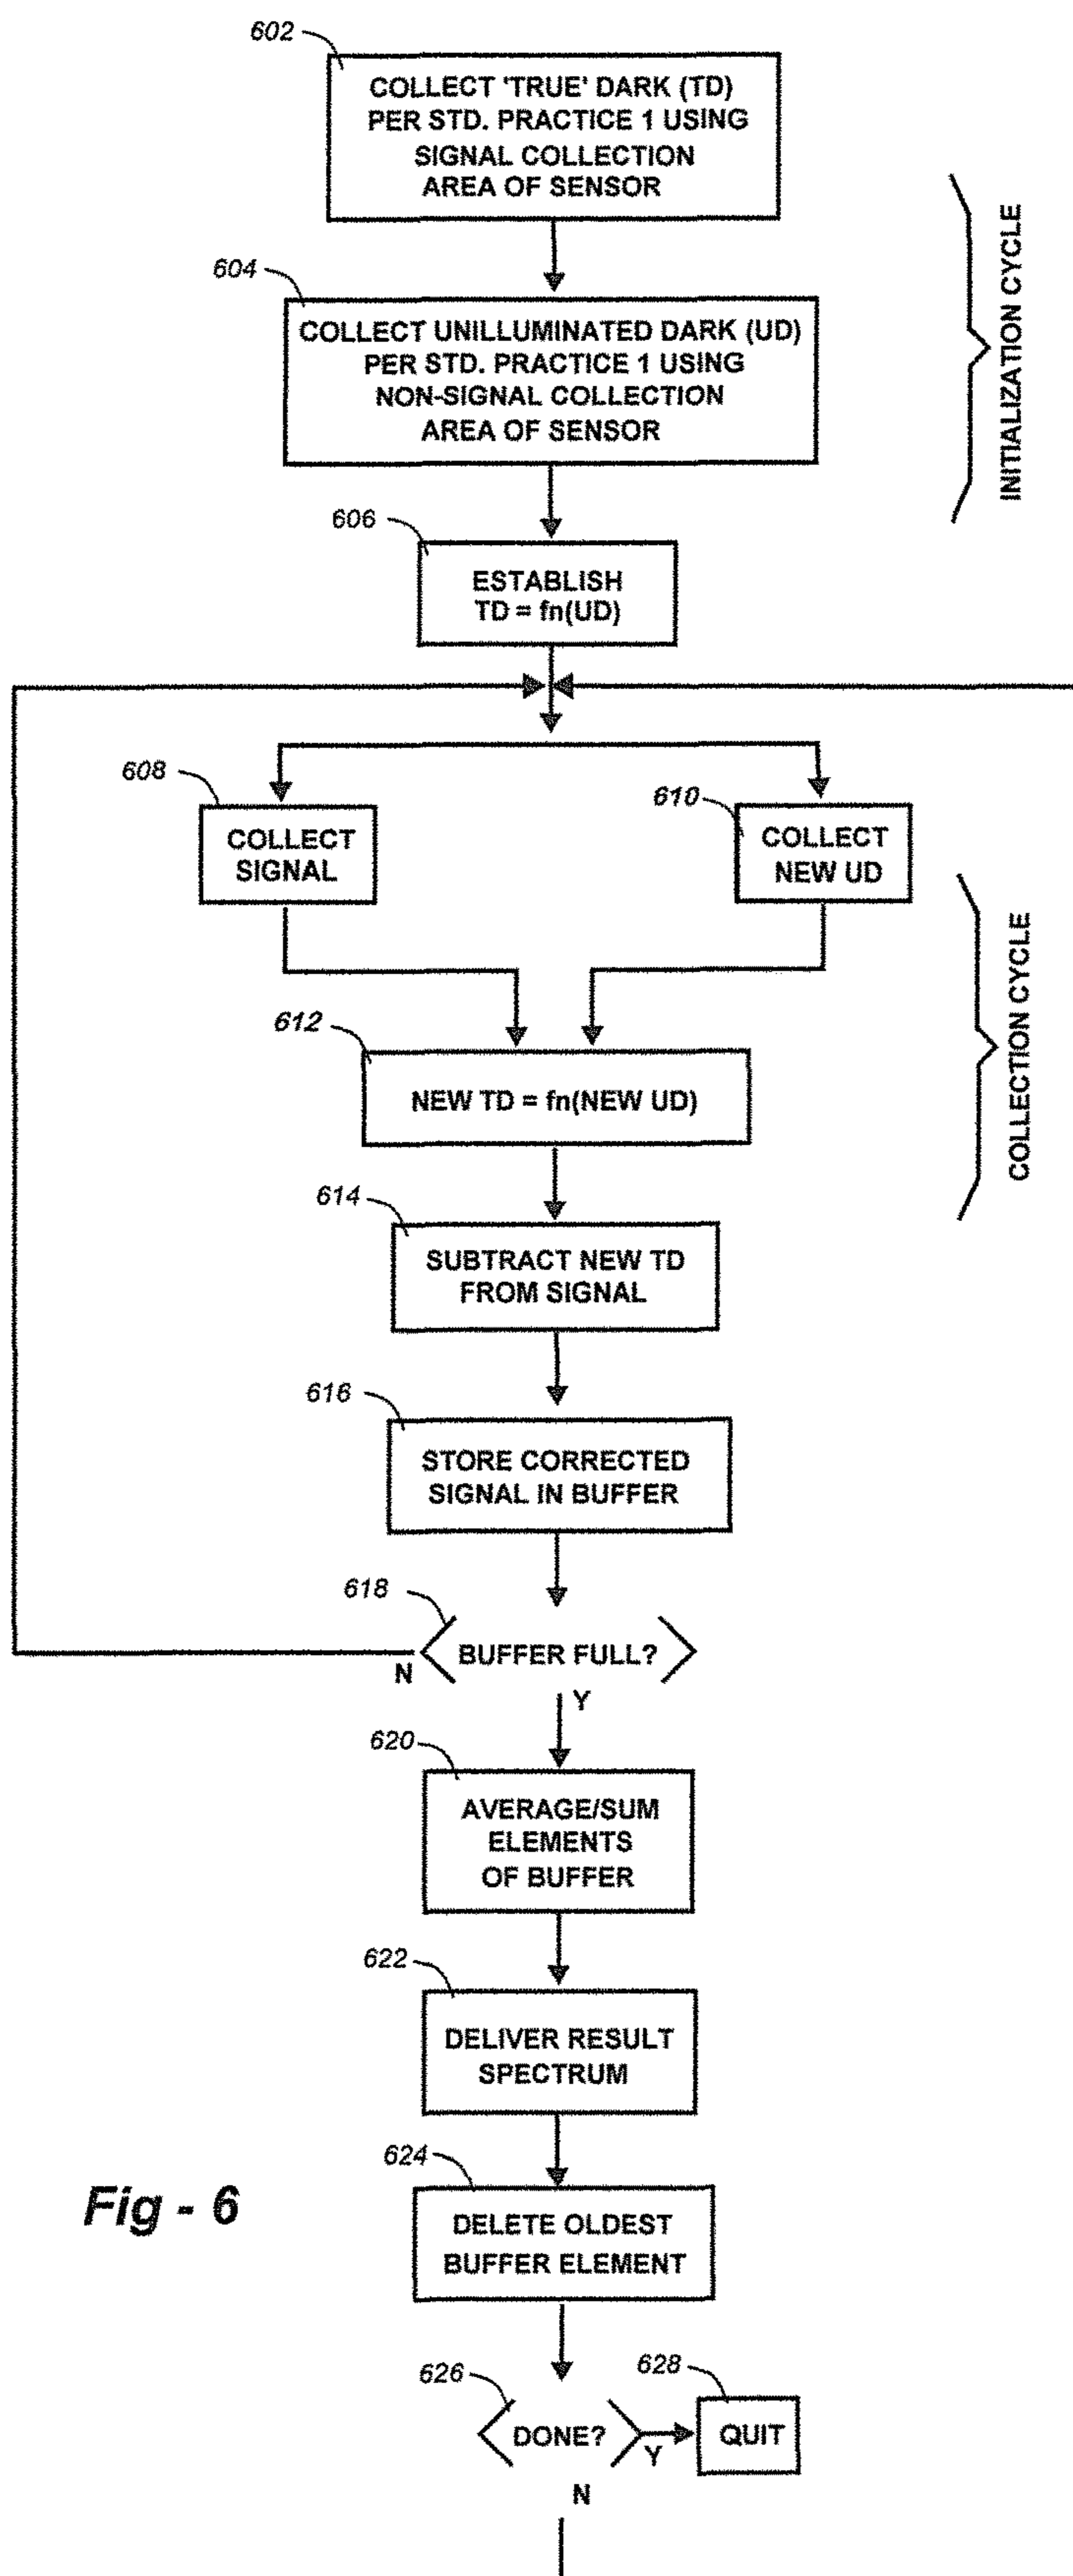 602
COLLECT 'TRUE' DARK (TD)
PER STD. PRACTICE 1 USING
SIGNAL COLLECTION
AREA OF SENSOR
604
COLLECT UNILLUMINATED DARK (UD)
PER STD. PRACTICE 1 USING
NON-SIGNAL COLLECTION
AREA OF SENSOR
INITIALIZATION CYCLE
606
ESTABLISH
TD = fn(UD)
608
COLLECT
SIGNAL
610
COLLECT
NEW UD
612
NEW TD = fn(NEW UD)
COLLECTION CYCLE
614
SUBTRACT NEW TD
FROM SIGNAL
616
STORE CORRECTED
SIGNAL IN BUFFER
618
BUFFER FULL?
N
Y
620
AVERAGE/SUM
ELEMENTS
OF BUFFER
622
DELIVER RESULT
SPECTRUM
624
DELETE OLDEST
BUFFER ELEMENT
Fig - 6
626
DONE?
Y
628
QUIT
N